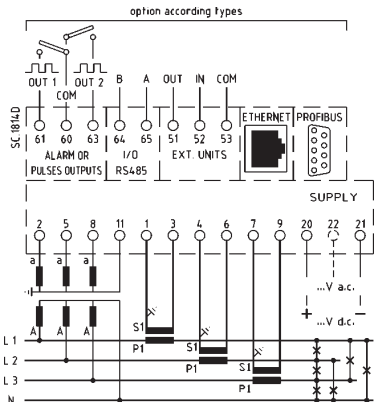 option according types
OUT 1 OUT 2
COM
B A OUT IN COM
ETHERNET PROFIBUS
SC 1814D
61 60 63 64 65 51 52 53
ALARM OR
PULSES OUTPUTS
I/O
RS485
EXT. UNITS
SUPPLY
2 5 8 11 1 3 4 6 7 9 20 22 21
a a a
...V a.c.
+ ...V d.c. –
A A A
S1
P1
S1
P1
S1
P1
L 1
L 2
L 3
N